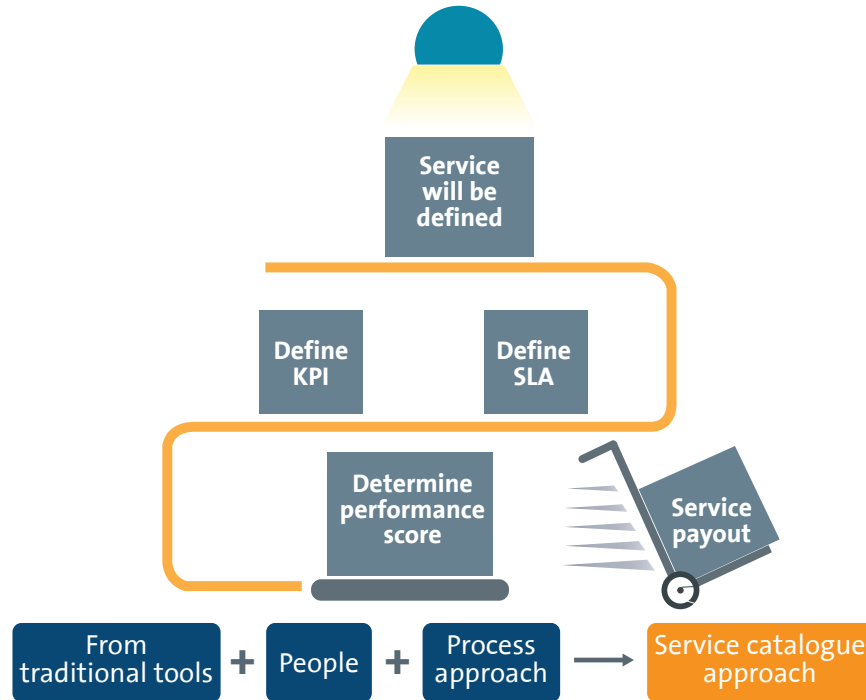 Service
will be
defined
Define
KPI
Define
SLA
Determine
performance
score
Service
payout
From
traditional tools
+
People
+
Process
approach
Service catalogue
approach